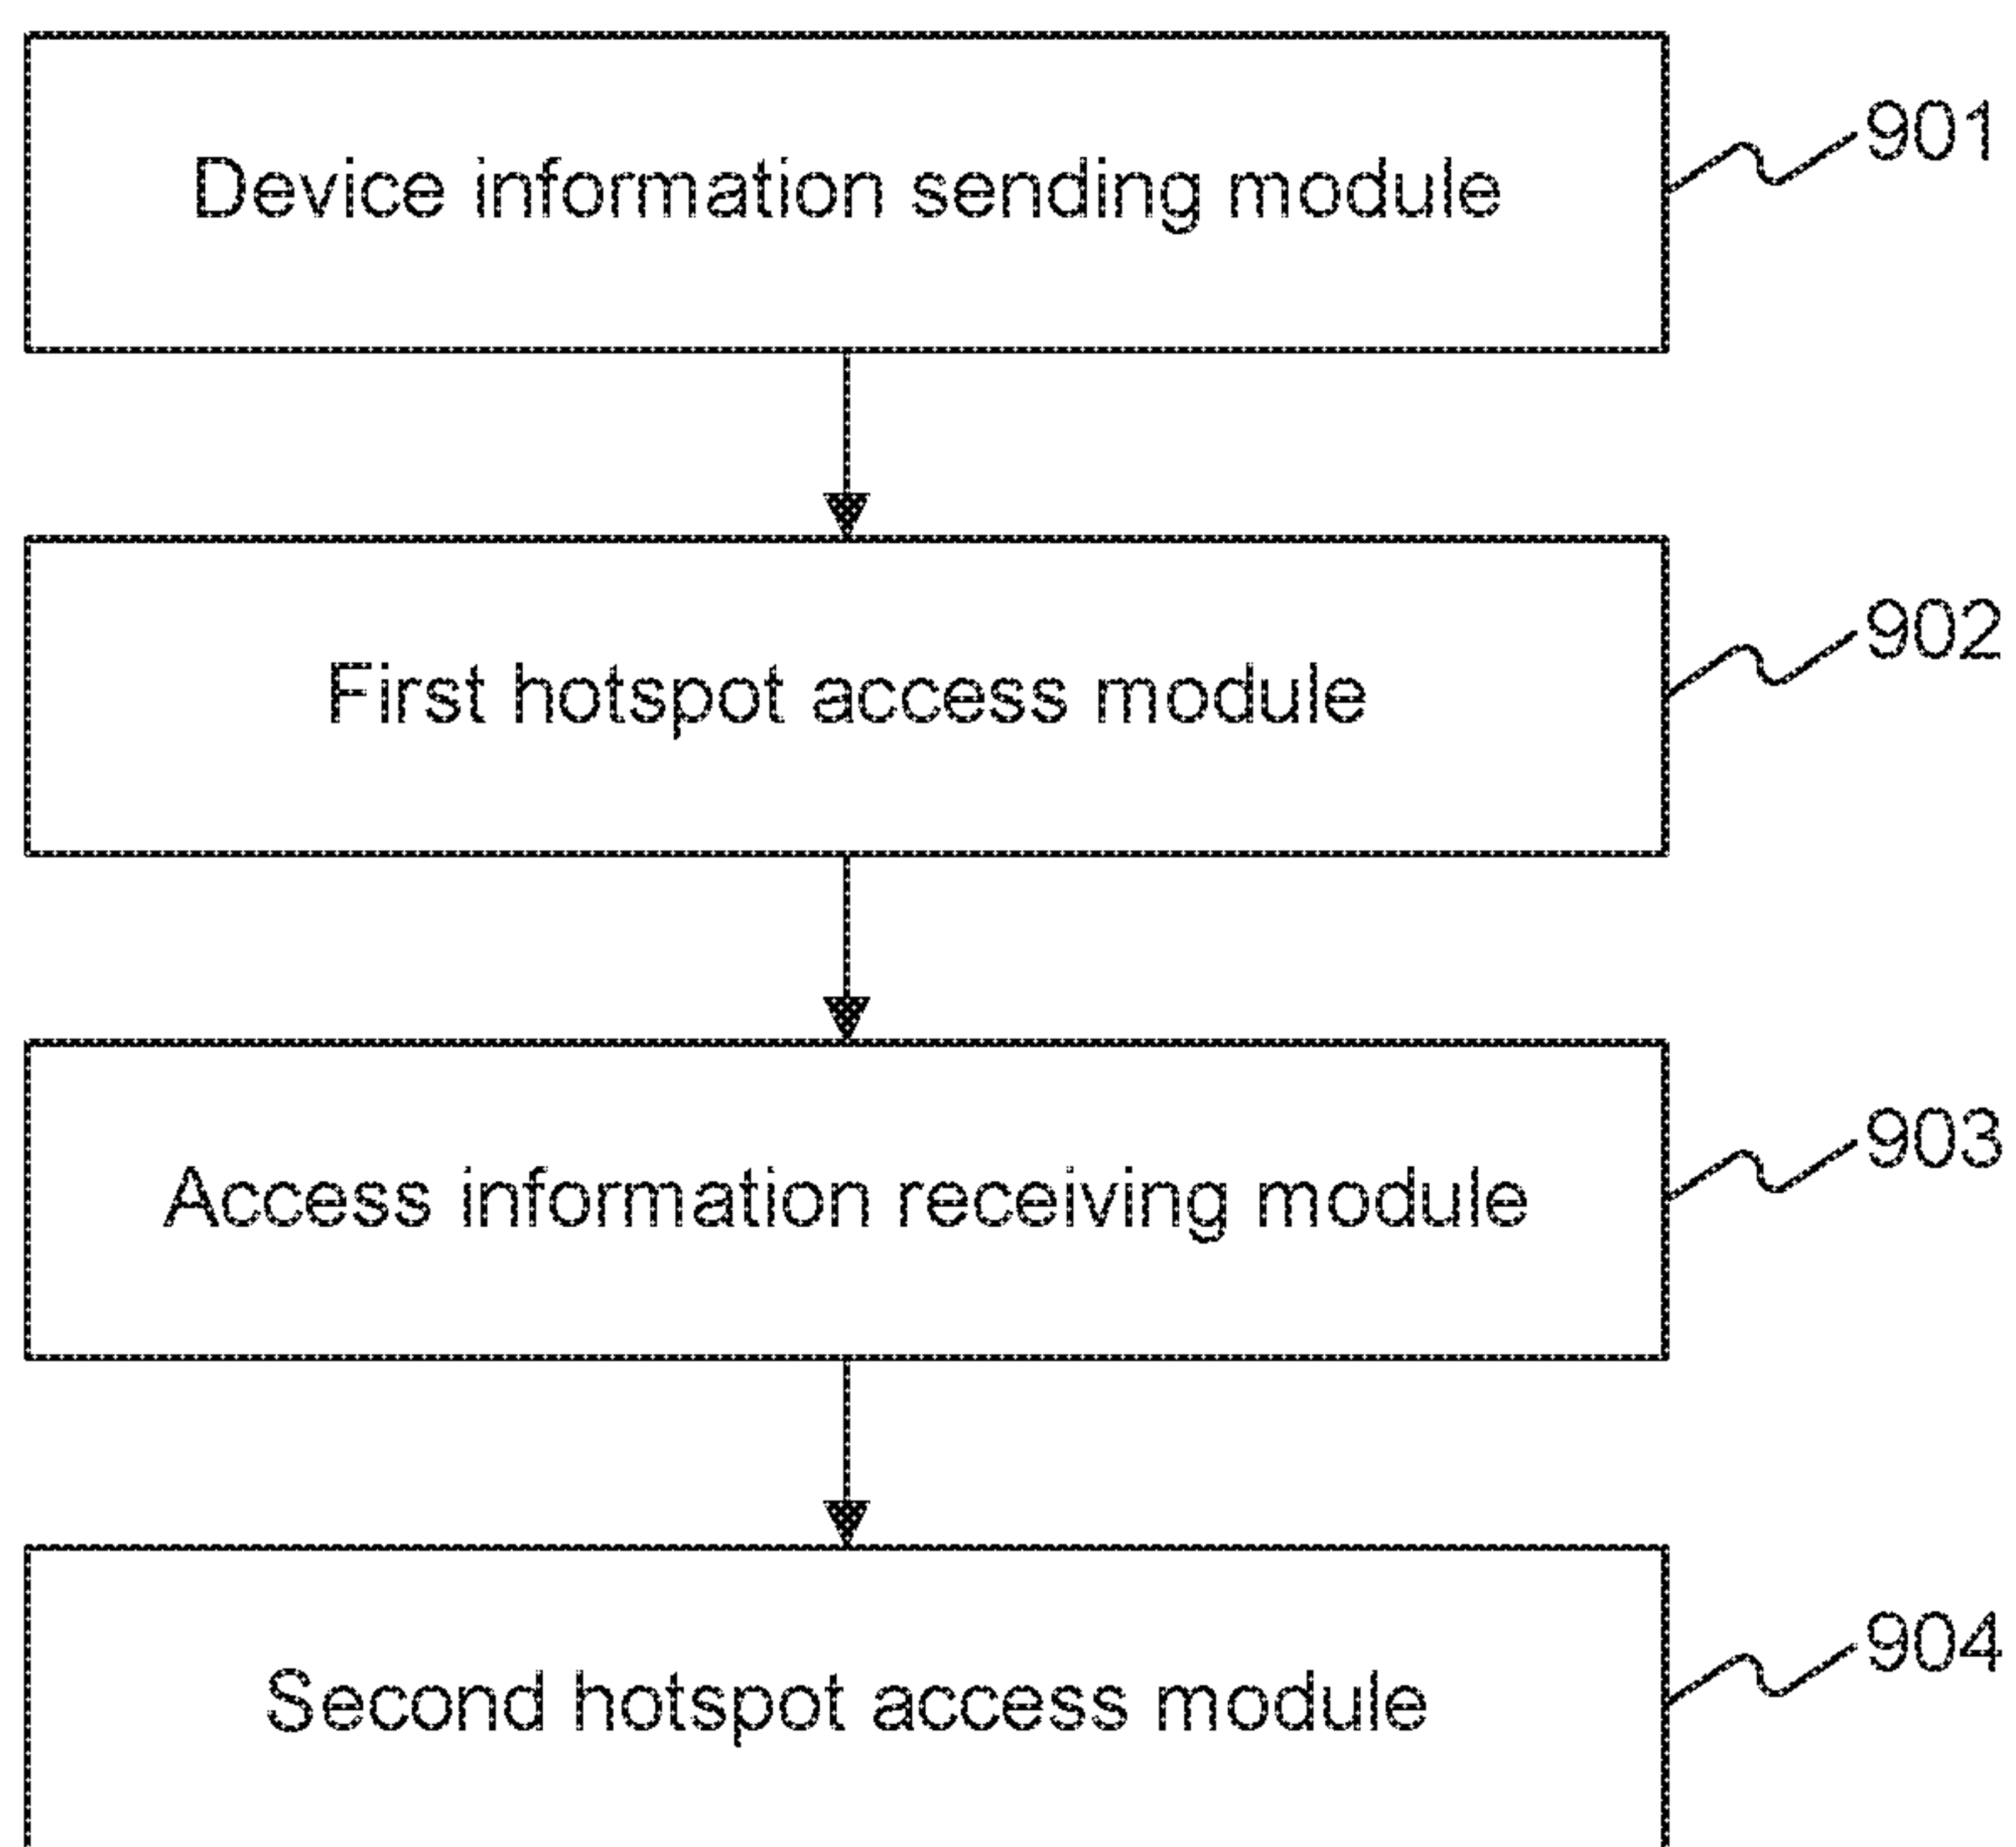 Device information sending module
901
First hotspot access module
902
Access information receiving module
903
Second hotspot access module
904